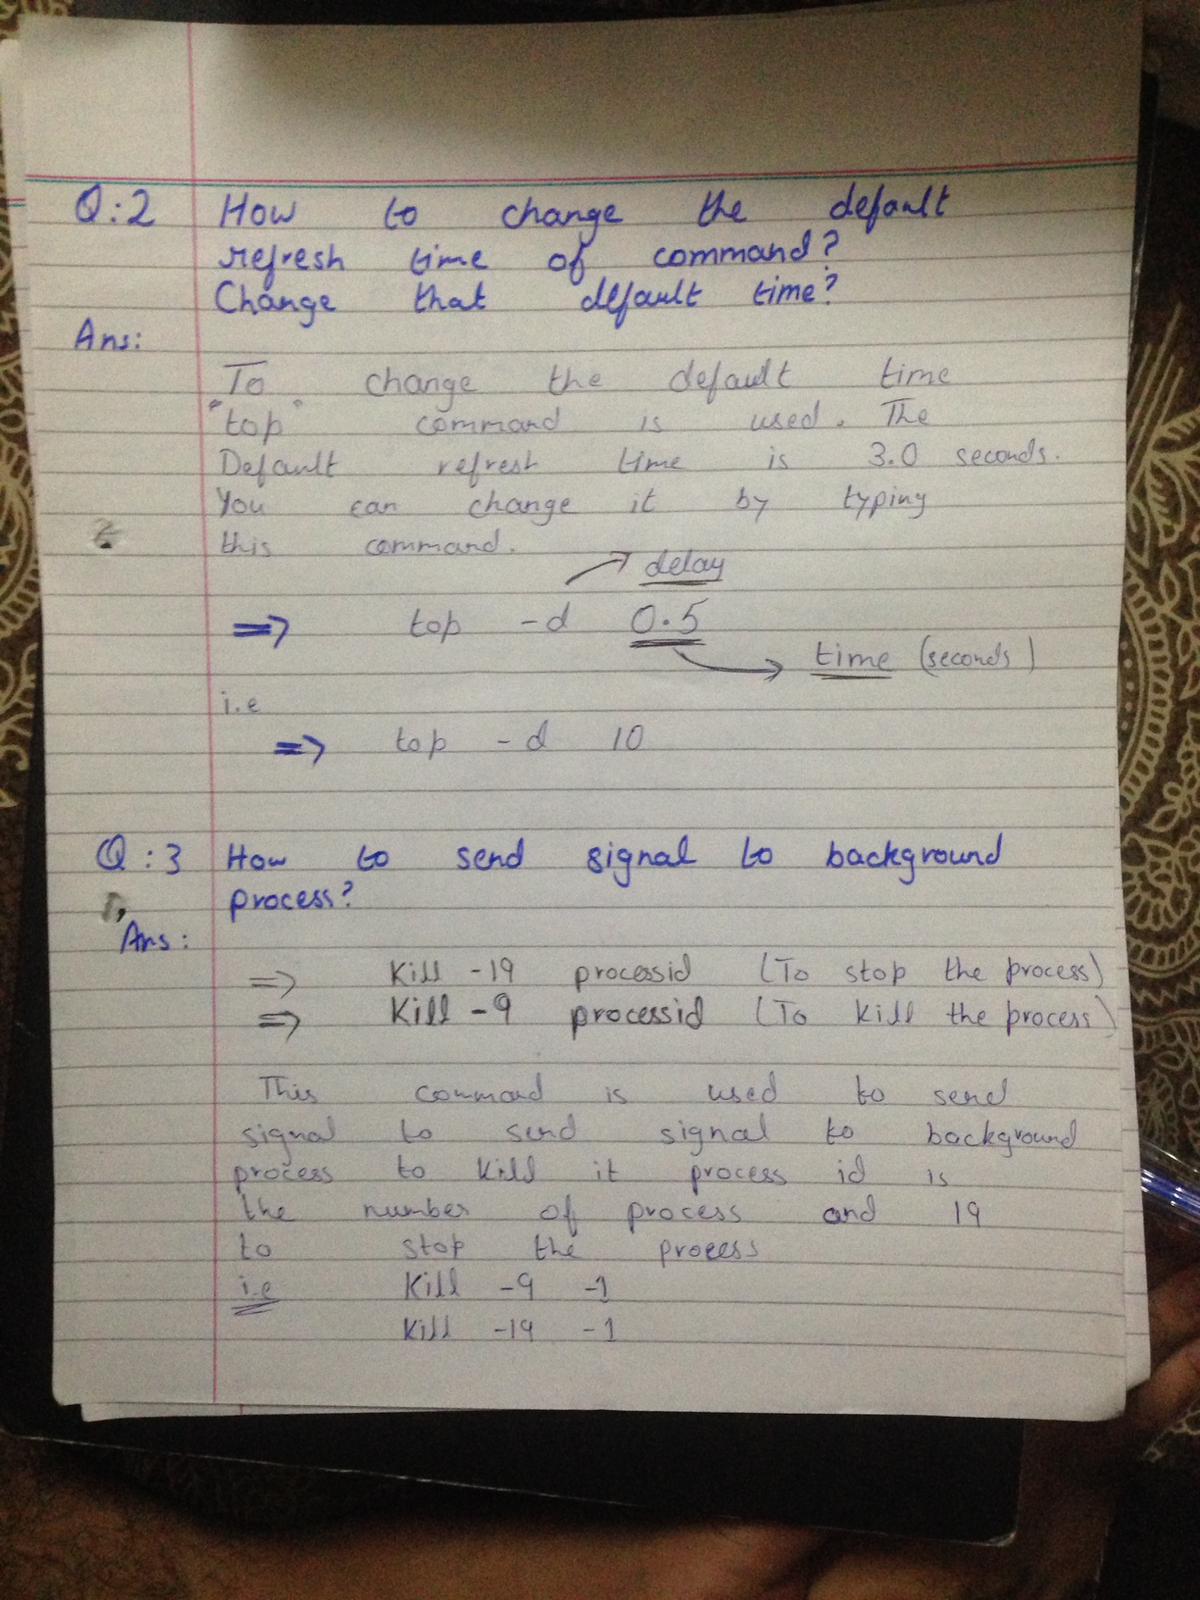 Q:2 How to change the default
refresh time of command?
Change that default time?
Ans:
To change the default time
"top" command is used. The
Default refresh time is 3.0 seconds.
You can change it by typing
this command.
delay
=> top -d 0.5
time (seconds)
i.e
=> top -d 10
Q:3 How to send signal to background
process?
Ans:
=> Kill -19 processid (To stop the process)
=> Kill -9 processid (To kill the process)
This command is used to send
signal to send signal to background
process to kill it process id is
the number of process and 19
to stop the process
i.e Kill -9 -1
Kill -19 -1